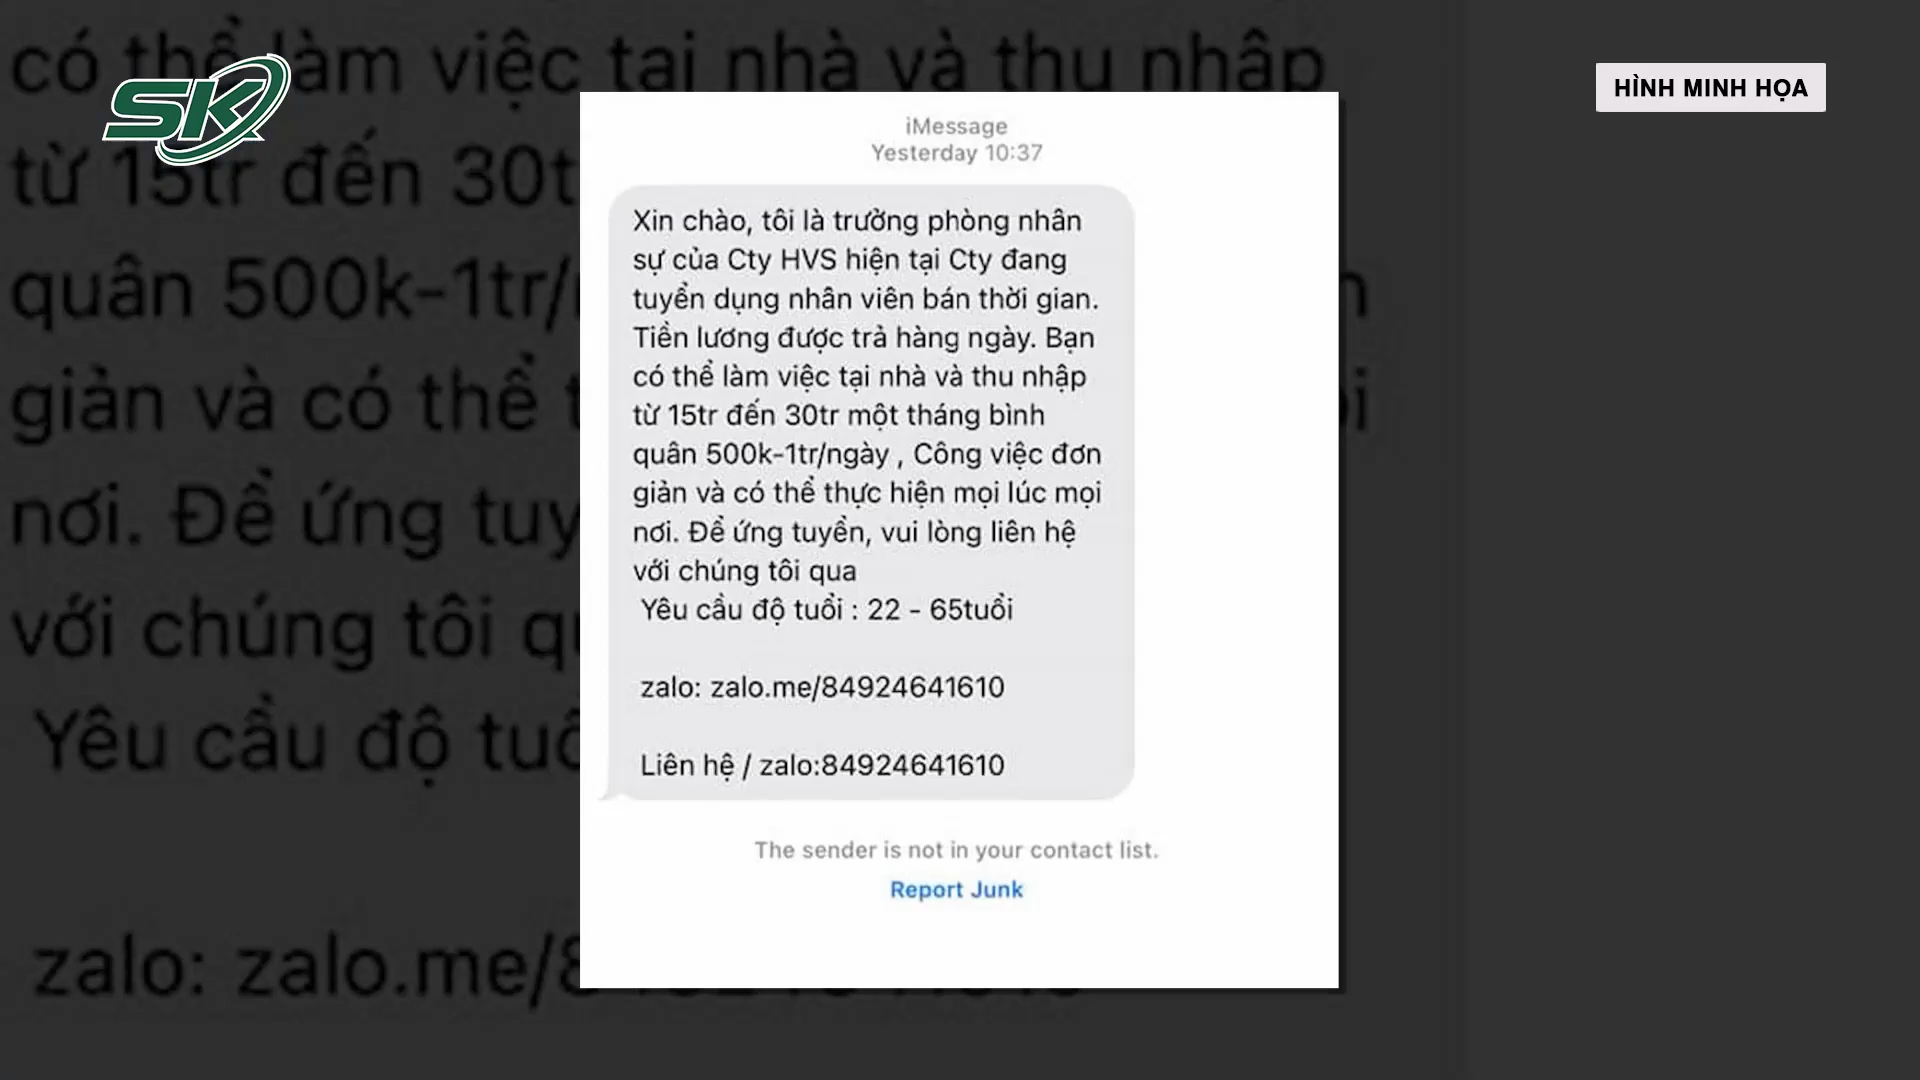 SK
HÌNH MINH HỌA
iMessage
Yesterday 10:37
Xin chào, tôi là trưởng phòng nhân
sự của Cty HVS hiện tại Cty đang
tuyển dụng nhân viên bán thời gian.
Tiền lương được trả hàng ngày. Bạn
có thể làm việc tại nhà và thu nhập
từ 15tr đến 30tr một tháng bình
quân 500k-1tr/ngày , Công việc đơn
giản và có thể thực hiện mọi lúc mọi
nơi. Để ứng tuyển, vui lòng liên hệ
với chúng tôi qua
Yêu cầu độ tuổi : 22 - 65tuổi
zalo: zalo.me/84924641610
Liên hệ / zalo:84924641610
The sender is not in your contact list.
Report Junk
có thể làm việc tại nhà và thu nhập
từ 15tr đến 30t
quân 500k-1tr/
giản và có thể
nơi. Để ứng tuy
với chúng tôi
Yêu cầu độ
zalo: zalo.me/